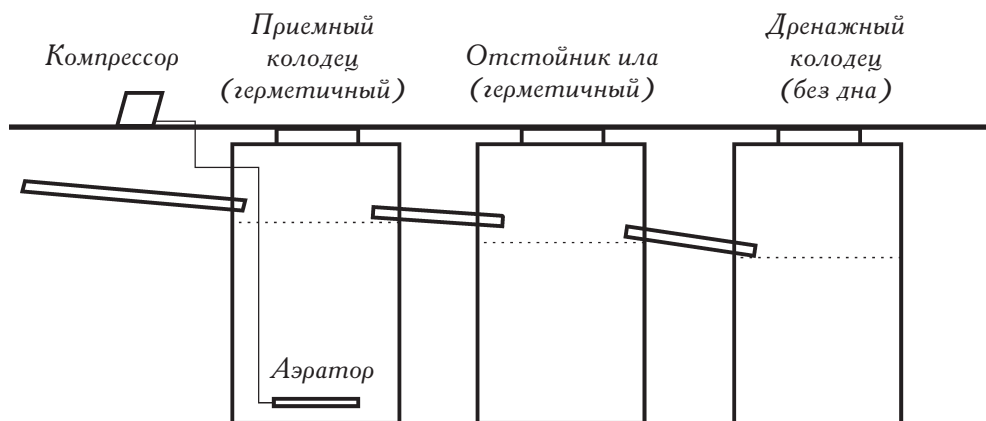 Компрессор
Приемный
колодец
(герметичный)
Отстойник ила
(герметичный)
Дренажный
колодец
(без дна)
Аэратор